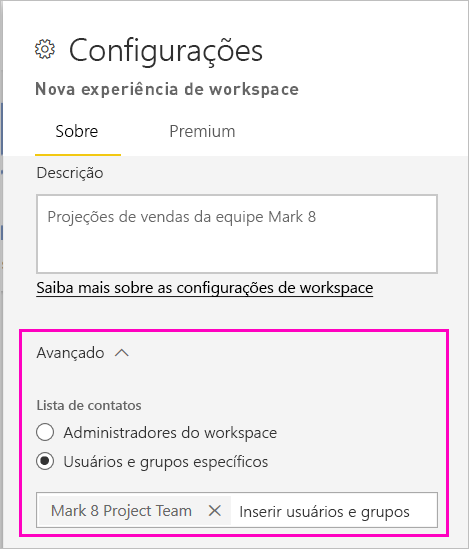 Configurações
Nova experiência de workspace
Sobre
Premium
Descrição
Projeções de vendas da equipe Mark 8
Saiba mais sobre as configurações de workspace
Avançado
Lista de contatos
Administradores do workspace
Usuários e grupos específicos
Mark 8 Project Team
Inserir usuários e grupos